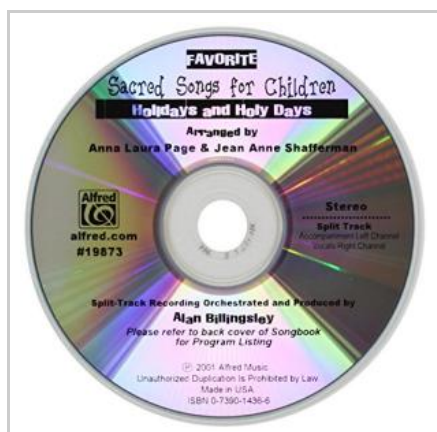 FAVORITE
Sacred Songs for Children
Holidays and Holy Days
Arranged by
Anna Laura Page & Jean Anne Shafferman
Alfred
alfred.com
#19873
Stereo
Split Track
Accompaniment Left Channel
Vocals Right Channel
Split-Track Recording Orchestrated and Produced by
Alan Billingsley
Please refer to back cover of Songbook
for Program Listing
℗ 2001 Alfred Music
Unauthorized Duplication Is Prohibited by Law
Made in USA
ISBN 0-7390-1436-6